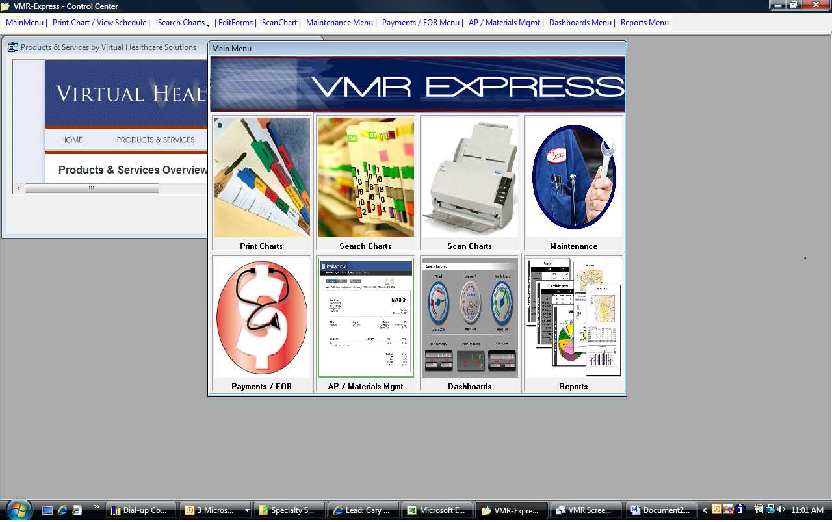 VMR-Express - Control Center
MainMenu | Print Chart / View Schedule | Search Charts | EditForms | ScanChart | Maintenance Menu | Payments / EOB Menu | AP / Materials Mgmt | Dashboards Menu | Reports Menu
Products & Services by Virtual Healthcare Solutions
VIRTUAL HEAL
HOME PRODUCTS & SERVICES
Products & Services Overview
Main Menu
VMR EXPRESS
Print Charts Search Charts Scan Charts Maintenance
Payments / EOB AP / Materials Mgmt Dashboards Reports
Dial-up Co... 3 Micros... Specialty S... Lead: Gary ... Microsoft E... VMR-Expre... VMR Scree... Document2... 11:01 AM